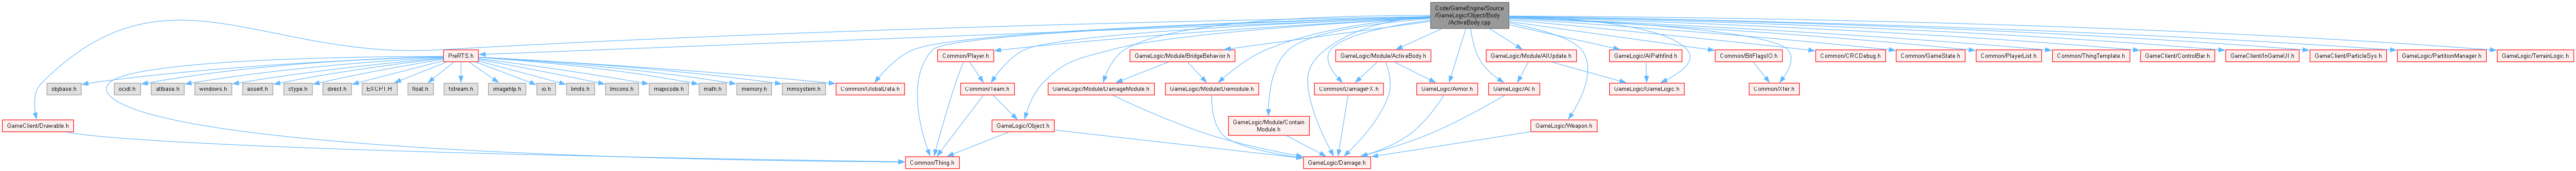 Code/GameEngine/Source
/GameLogic/Object/Body
/ActiveBody.cpp
PreRTS.h
Common/Player.h
GameLogic/Module/BridgeBehavior.h
GameLogic/Module/ActiveBody.h
GameLogic/Module/AIUpdate.h
GameLogic/AIPathfind.h
Common/BitFlagsIO.h
Common/CRCDebug.h
Common/GameState.h
Common/PlayerList.h
Common/ThingTemplate.h
GameClient/ControlBar.h
GameClient/InGameUI.h
GameClient/ParticleSys.h
GameLogic/PartitionManager.h
GameLogic/TerrainLogic.h
objbase.h
ocidl.h
atlbase.h
windows.h
assert.h
ctype.h
direct.h
EXCPT.H
float.h
fstream.h
imagehlp.h
io.h
limits.h
lmcons.h
mapicode.h
math.h
memory.h
mmsystem.h
Common/GlobalData.h
Common/Team.h
GameLogic/Module/DamageModule.h
GameLogic/Module/DieModule.h
Common/DamageFX.h
GameLogic/Armor.h
GameLogic/AI.h
GameLogic/GameLogic.h
Common/Xfer.h
GameClient/Drawable.h
GameLogic/Object.h
GameLogic/Module/Contain
Module.h
GameLogic/Weapon.h
Common/Thing.h
GameLogic/Damage.h